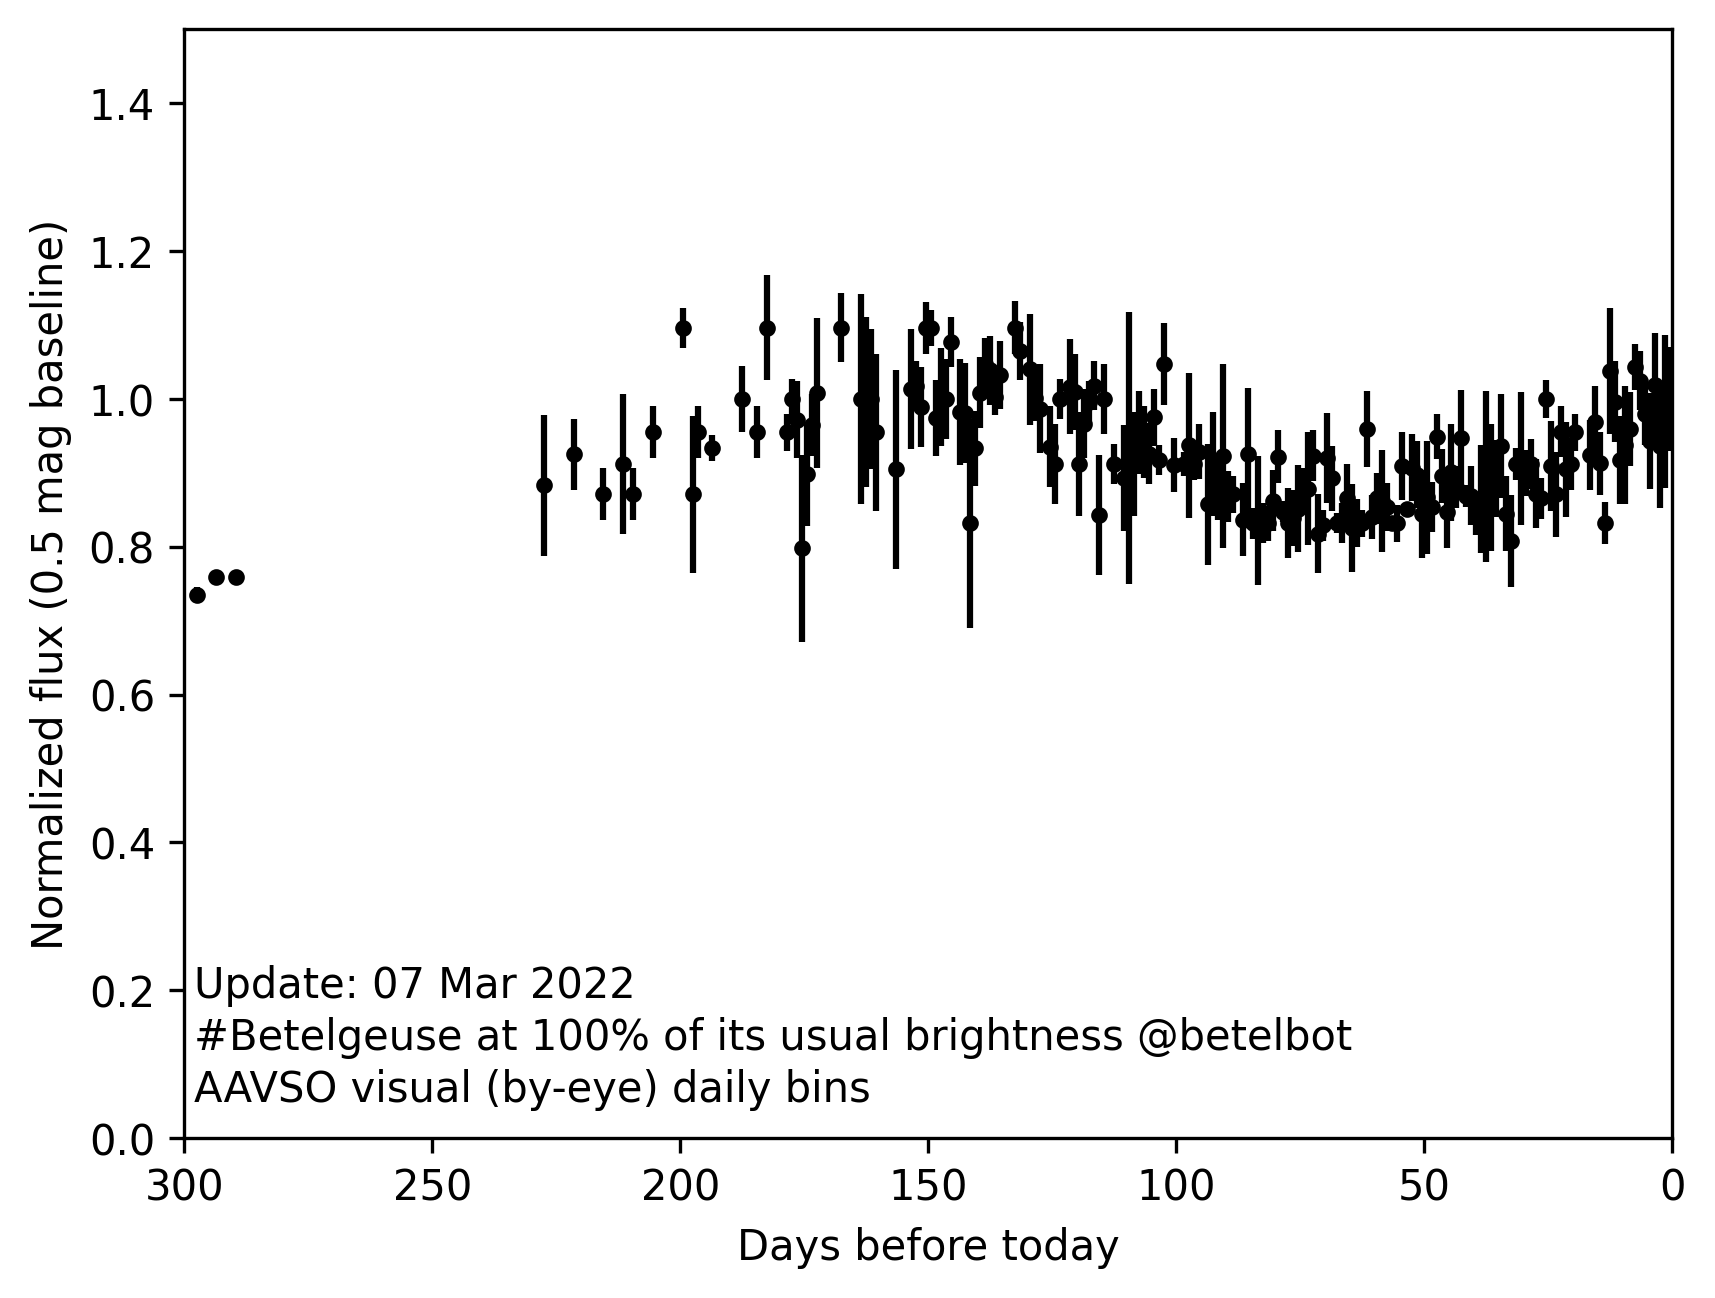 1.4
1.2
1.0
0.8
0.6
0.4
0.2
0.0
Normalized flux (0.5 mag baseline)
Update: 07 Mar 2022
#Betelgeuse at 100% of its usual brightness @betelbot
AAVSO visual (by-eye) daily bins
300 250 200 150 100 50 0
Days before today